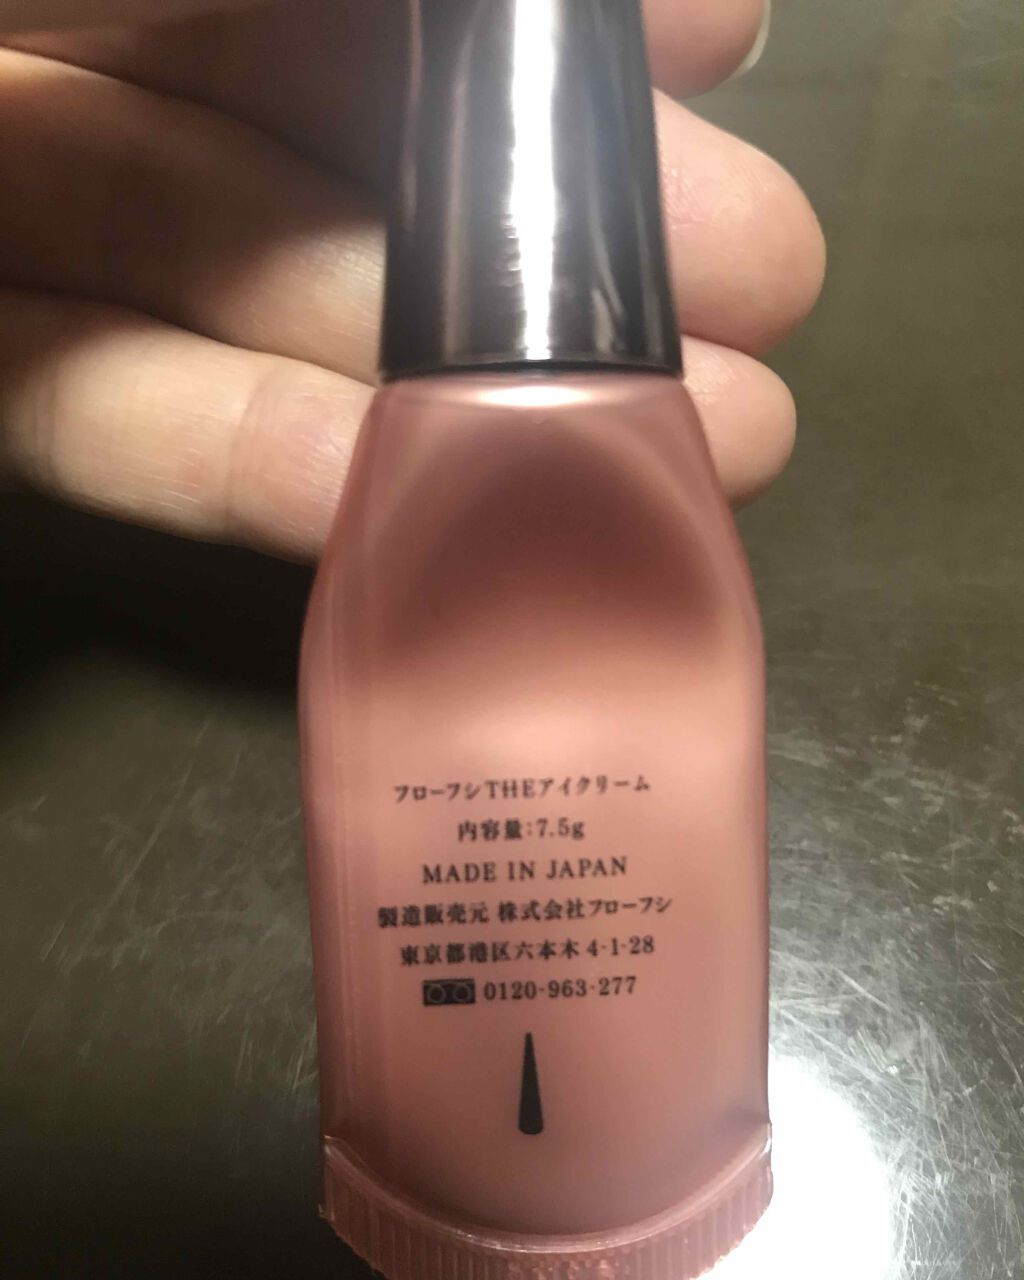 フローフシTHEアイクリーム
内容量:7.5g
MADE IN JAPAN
製造販売元 株式会社フローフシ
東京都港区六本木4-1-28
0120-963-277